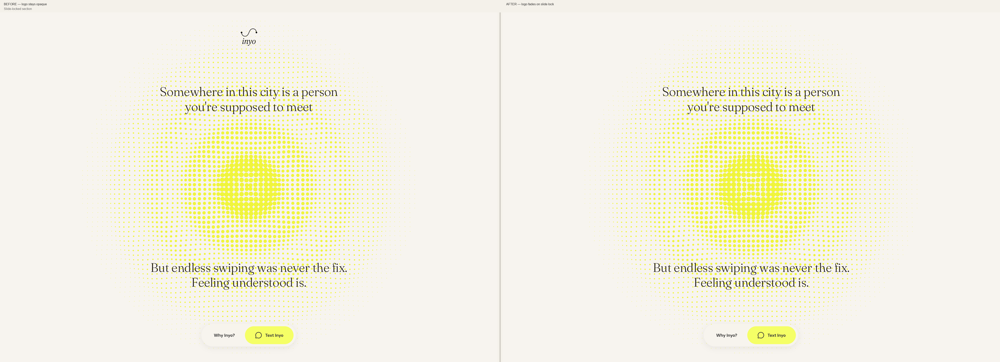 BEFORE — logo stays opaque
Slide-locked section
inyo
Somewhere in this city is a person
you're supposed to meet
But endless swiping was never the fix.
Feeling understood is.
Why Inyo?
Text Inyo
AFTER — logo fades on slide lock
Somewhere in this city is a person
you're supposed to meet
But endless swiping was never the fix.
Feeling understood is.
Why Inyo?
Text Inyo